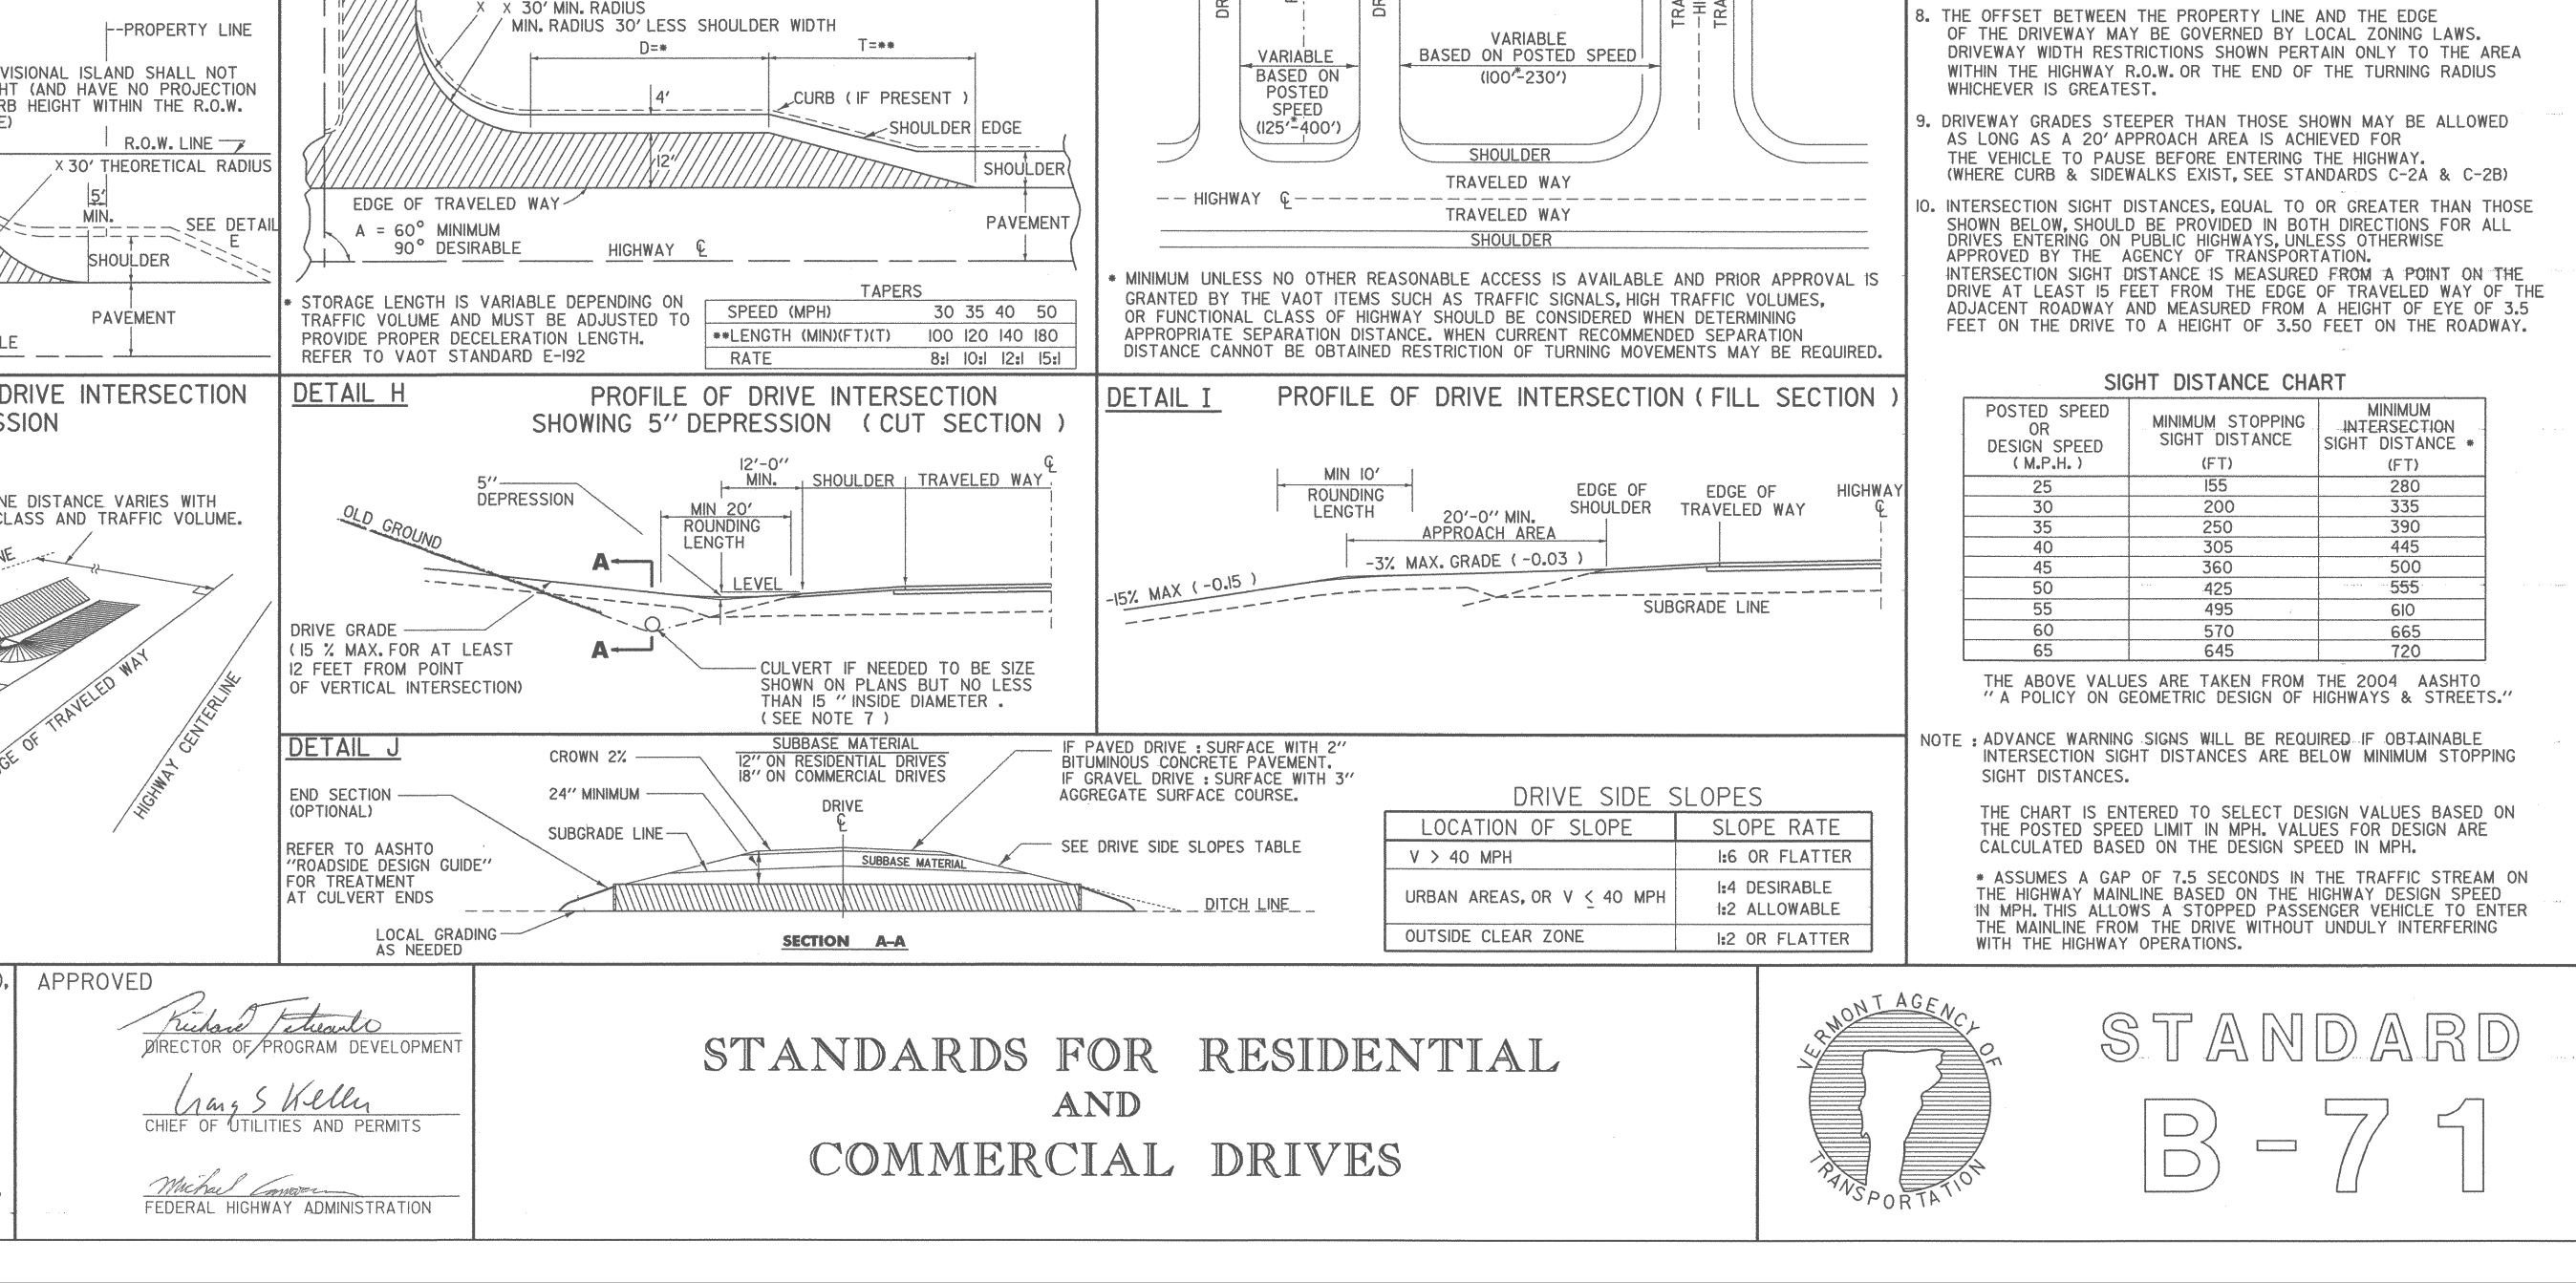 PROPERTY LINE
VISIONAL ISLAND SHALL NOT
HT (AND HAVE NO PROJECTION
RB HEIGHT WITHIN THE R.O.W.
E)
R.O.W. LINE
X 30' THEORETICAL RADIUS
5'
MIN.
SEE DETAIL
E
SHOULDER
PAVEMENT
LE
X X 30' MIN. RADIUS
MIN. RADIUS 30' LESS SHOULDER WIDTH
D=*
T=**
4'
CURB ( IF PRESENT )
SHOULDER EDGE
12'
SHOULDER
EDGE OF TRAVELED WAY
PAVEMENT
A = 60° MINIMUM
90° DESIRABLE
HIGHWAY ℄
* STORAGE LENGTH IS VARIABLE DEPENDING ON
TRAFFIC VOLUME AND MUST BE ADJUSTED TO
PROVIDE PROPER DECELERATION LENGTH.
REFER TO VAOT STANDARD E-192
TAPERS
SPEED (MPH) 30 35 40 50
**LENGTH (MIN)(FT)(T) 100 120 140 180
RATE 8:1 10:1 12:1 15:1
VARIABLE
BASED ON
POSTED
SPEED
(125'*-400')
VARIABLE
BASED ON POSTED SPEED
(100'*-230')
SHOULDER
TRAVELED WAY
HIGHWAY ℄
TRAVELED WAY
SHOULDER
* MINIMUM UNLESS NO OTHER REASONABLE ACCESS IS AVAILABLE AND PRIOR APPROVAL IS
GRANTED BY THE VAOT ITEMS SUCH AS TRAFFIC SIGNALS, HIGH TRAFFIC VOLUMES,
OR FUNCTIONAL CLASS OF HIGHWAY SHOULD BE CONSIDERED WHEN DETERMINING
APPROPRIATE SEPARATION DISTANCE. WHEN CURRENT RECOMMENDED SEPARATION
DISTANCE CANNOT BE OBTAINED RESTRICTION OF TURNING MOVEMENTS MAY BE REQUIRED.
8. THE OFFSET BETWEEN THE PROPERTY LINE AND THE EDGE
OF THE DRIVEWAY MAY BE GOVERNED BY LOCAL ZONING LAWS.
DRIVEWAY WIDTH RESTRICTIONS SHOWN PERTAIN ONLY TO THE AREA
WITHIN THE HIGHWAY R.O.W. OR THE END OF THE TURNING RADIUS
WHICHEVER IS GREATEST.
9. DRIVEWAY GRADES STEEPER THAN THOSE SHOWN MAY BE ALLOWED
AS LONG AS A 20' APPROACH AREA IS ACHIEVED FOR
THE VEHICLE TO PAUSE BEFORE ENTERING THE HIGHWAY.
(WHERE CURB & SIDEWALKS EXIST, SEE STANDARDS C-2A & C-2B)
10. INTERSECTION SIGHT DISTANCES, EQUAL TO OR GREATER THAN THOSE
SHOWN BELOW, SHOULD BE PROVIDED IN BOTH DIRECTIONS FOR ALL
DRIVES ENTERING ON PUBLIC HIGHWAYS, UNLESS OTHERWISE
APPROVED BY THE AGENCY OF TRANSPORTATION.
INTERSECTION SIGHT DISTANCE IS MEASURED FROM A POINT ON THE
DRIVE AT LEAST 15 FEET FROM THE EDGE OF TRAVELED WAY OF THE
ADJACENT ROADWAY AND MEASURED FROM A HEIGHT OF EYE OF 3.5
FEET ON THE DRIVE TO A HEIGHT OF 3.50 FEET ON THE ROADWAY.
DRIVE INTERSECTION
SSION
NE DISTANCE VARIES WITH
CLASS AND TRAFFIC VOLUME.
NE
GE OF TRAVELED WAY
HIGHWAY CENTERLINE
DETAIL H
PROFILE OF DRIVE INTERSECTION
SHOWING 5'' DEPRESSION ( CUT SECTION )
5''
DEPRESSION
12'-0''
MIN.
SHOULDER
TRAVELED WAY
℄
OLD GROUND
MIN 20'
ROUNDING
LENGTH
A
LEVEL
A
DRIVE GRADE
( 15 % MAX. FOR AT LEAST
12 FEET FROM POINT
OF VERTICAL INTERSECTION)
CULVERT IF NEEDED TO BE SIZE
SHOWN ON PLANS BUT NO LESS
THAN 15 '' INSIDE DIAMETER .
( SEE NOTE 7 )
DETAIL I
PROFILE OF DRIVE INTERSECTION ( FILL SECTION )
MIN 10'
ROUNDING
LENGTH
20'-0'' MIN.
APPROACH AREA
EDGE OF
SHOULDER
EDGE OF
TRAVELED WAY
HIGHWAY
℄
-15% MAX ( -0.15 )
-3% MAX. GRADE ( -0.03 )
SUBGRADE LINE
SIGHT DISTANCE CHART
POSTED SPEED
OR
DESIGN SPEED
( M.P.H. )
MINIMUM STOPPING
SIGHT DISTANCE
(FT)
MINIMUM
INTERSECTION
SIGHT DISTANCE *
(FT)
25 155 280
30 200 335
35 250 390
40 305 445
45 360 500
50 425 555
55 495 610
60 570 665
65 645 720
THE ABOVE VALUES ARE TAKEN FROM THE 2004 AASHTO
'' A POLICY ON GEOMETRIC DESIGN OF HIGHWAYS & STREETS.''
NOTE : ADVANCE WARNING SIGNS WILL BE REQUIRED IF OBTAINABLE
INTERSECTION SIGHT DISTANCES ARE BELOW MINIMUM STOPPING
SIGHT DISTANCES.
THE CHART IS ENTERED TO SELECT DESIGN VALUES BASED ON
THE POSTED SPEED LIMIT IN MPH. VALUES FOR DESIGN ARE
CALCULATED BASED ON THE DESIGN SPEED IN MPH.
* ASSUMES A GAP OF 7.5 SECONDS IN THE TRAFFIC STREAM ON
THE HIGHWAY MAINLINE BASED ON THE HIGHWAY DESIGN SPEED
IN MPH. THIS ALLOWS A STOPPED PASSENGER VEHICLE TO ENTER
THE MAINLINE FROM THE DRIVE WITHOUT UNDULY INTERFERING
WITH THE HIGHWAY OPERATIONS.
DETAIL J
CROWN 2%
SUBBASE MATERIAL
12'' ON RESIDENTIAL DRIVES
18'' ON COMMERCIAL DRIVES
IF PAVED DRIVE : SURFACE WITH 2''
BITUMINOUS CONCRETE PAVEMENT.
IF GRAVEL DRIVE : SURFACE WITH 3''
AGGREGATE SURFACE COURSE.
END SECTION
(OPTIONAL)
24'' MINIMUM
DRIVE
℄
SUBGRADE LINE
SUBBASE MATERIAL
SEE DRIVE SIDE SLOPES TABLE
REFER TO AASHTO
''ROADSIDE DESIGN GUIDE''
FOR TREATMENT
AT CULVERT ENDS
DITCH LINE
LOCAL GRADING
AS NEEDED
SECTION A-A
DRIVE SIDE SLOPES
LOCATION OF SLOPE SLOPE RATE
V > 40 MPH 1:6 OR FLATTER
URBAN AREAS, OR V ≤ 40 MPH 1:4 DESIRABLE
1:2 ALLOWABLE
OUTSIDE CLEAR ZONE 1:2 OR FLATTER
APPROVED
DIRECTOR OF PROGRAM DEVELOPMENT
Craig S Keller
CHIEF OF UTILITIES AND PERMITS
FEDERAL HIGHWAY ADMINISTRATION
STANDARDS FOR RESIDENTIAL
AND
COMMERCIAL DRIVES
VERMONT AGENCY OF
TRANSPORTATION
STANDARD
B-71